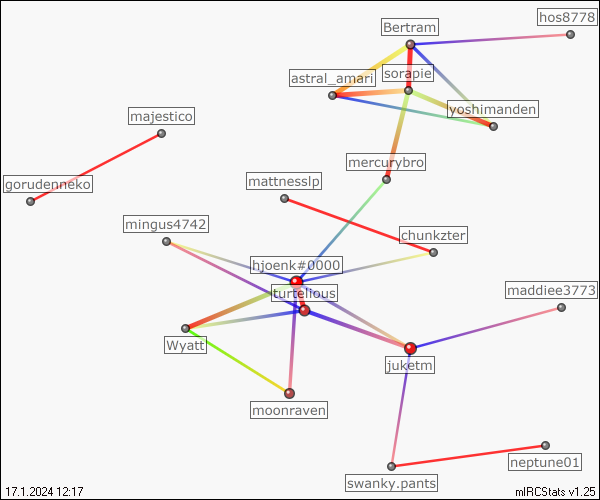 hos8778
Bertram
sorapie
astral_amari
yoshimanden
majestico
mercurybro
mattnesslp
gorudenneko
mingus4742
chunkzter
hjoenk#0000
maddiee3773
turtehous
Wyatt
juketm
moonraven
neptune01
swanky.pants
17.1.2024 12:17
mIRCStats v1.25